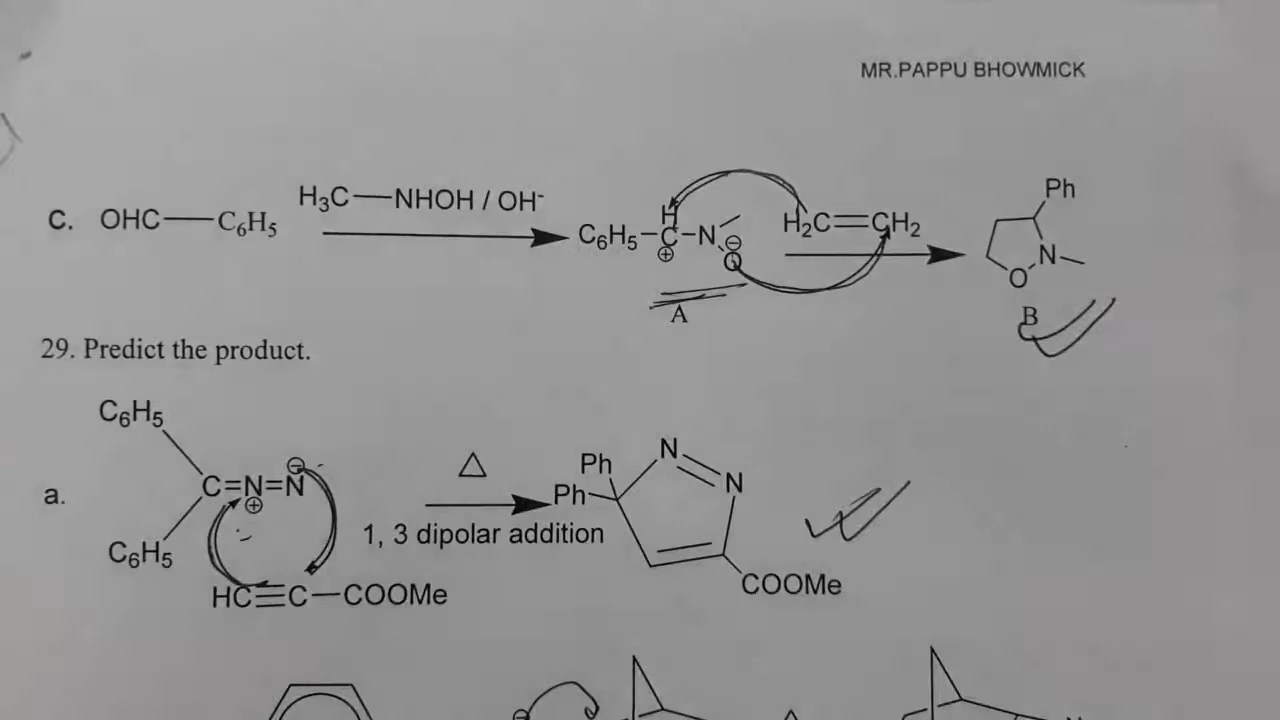 MR.PAPPU BHOWMICK
C. OHC—C6H5
H3C—NHOH / OH-
C6H5-C-N
H
⊕
⊖
O
H2C=CH2
A
Ph
N
O
B
29. Predict the product.
C6H5
C=N=N
⊖
⊕
a.
C6H5
HC≡C—COOMe
△
1, 3 dipolar addition
Ph
Ph
N
N
COOMe